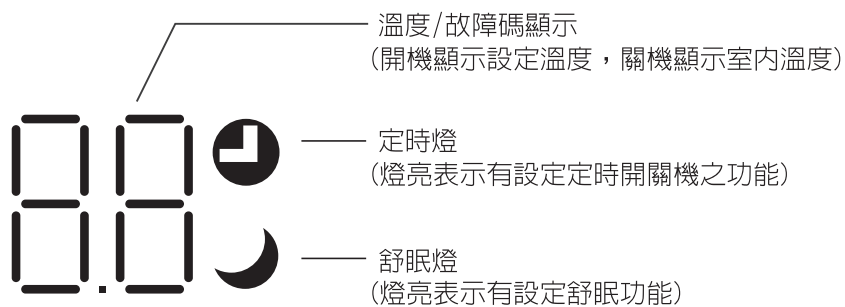 溫度/故障碼顯示
(開機顯示設定溫度，關機顯示室內溫度)
8.8
定時燈
(燈亮表示有設定定時開關機之功能)
舒眠燈
(燈亮表示有設定舒眠功能)